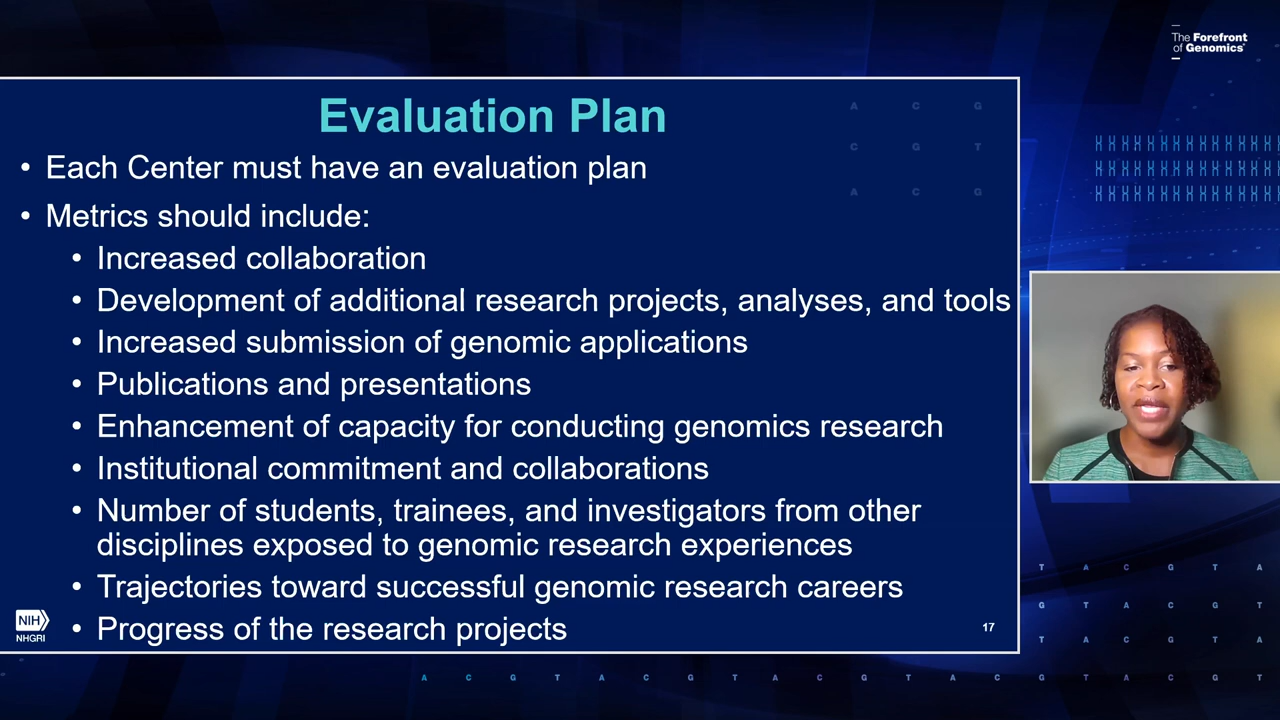 The Forefront
of Genomics®
Evaluation Plan
A C G
C G T
A C G
• Each Center must have an evaluation plan
• Metrics should include:
• Increased collaboration
• Development of additional research projects, analyses, and tools
• Increased submission of genomic applications
• Publications and presentations
• Enhancement of capacity for conducting genomics research
• Institutional commitment and collaborations
• Number of students, trainees, and investigators from other
disciplines exposed to genomic research experiences
• Trajectories toward successful genomic research careers
• Progress of the research projects
NIH
NHGRI
17
T A C G T A
G T A C G T
T A C G T A
A C G T A C G T A C G T A C G T A C G T